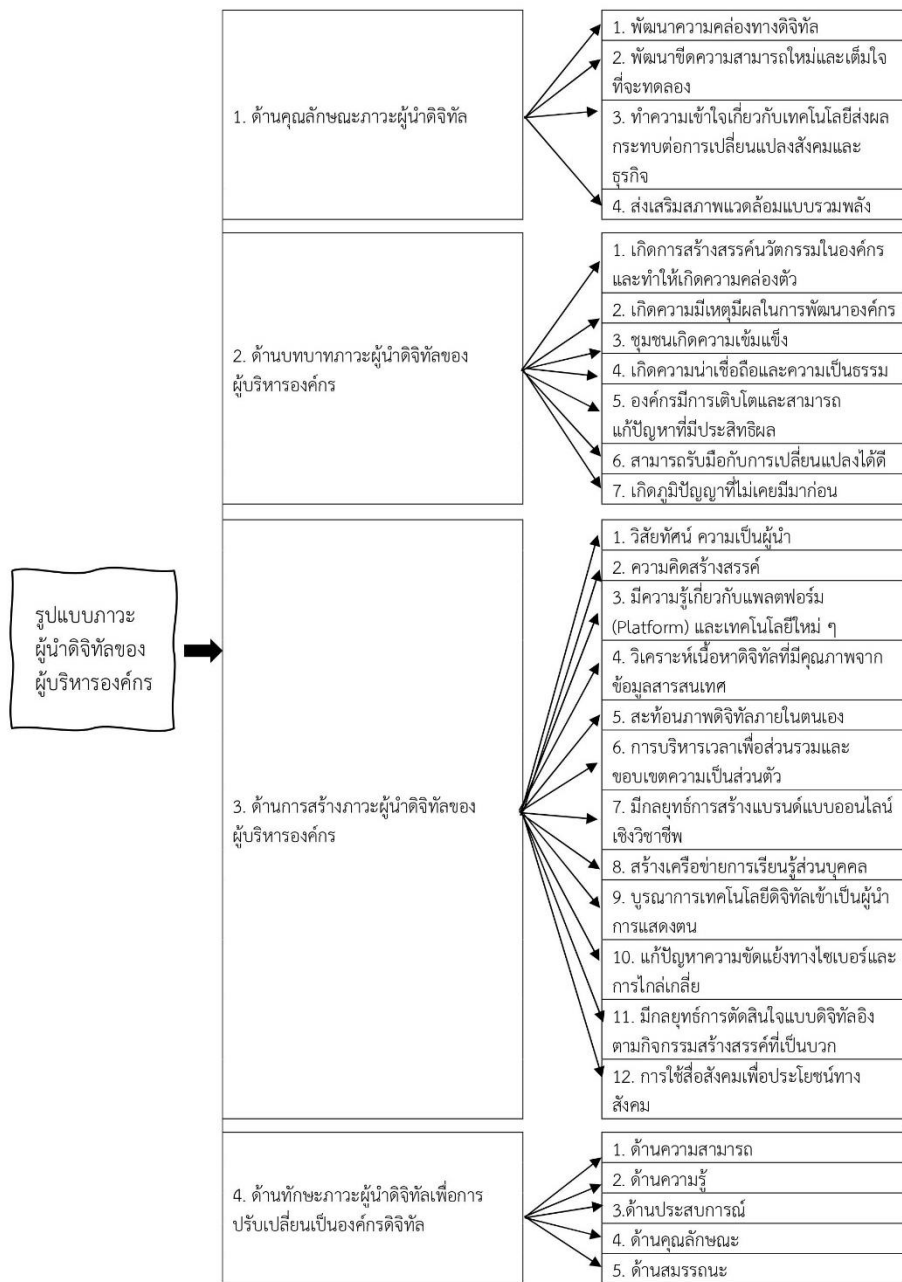 รูปแบบภาวะ
ผู้นำดิจิทัลของ
ผู้บริหารองค์กร
1. ด้านคุณลักษณะภาวะผู้นำดิจิทัล
1. พัฒนาความคล่องทางดิจิทัล
2. พัฒนาขีดความสามารถใหม่และเต็มใจ
ที่จะทดลอง
3. ทำความเข้าใจเกี่ยวกับเทคโนโลยีส่งผล
กระทบต่อการเปลี่ยนแปลงสังคมและ
ธุรกิจ
4. ส่งเสริมสภาพแวดล้อมแบบรวมพลัง
2. ด้านบทบาทภาวะผู้นำดิจิทัลของ
ผู้บริหารองค์กร
1. เกิดการสร้างสรรค์นวัตกรรมในองค์กร
และทำให้เกิดความคล่องตัว
2. เกิดความมีเหตุมีผลในการพัฒนาองค์กร
3. ชุมชนเกิดความเข้มแข็ง
4. เกิดความน่าเชื่อถือและความเป็นธรรม
5. องค์กรมีการเติบโตและสามารถ
แก้ปัญหาที่มีประสิทธิผล
6. สามารถรับมือกับการเปลี่ยนแปลงได้ดี
7. เกิดภูมิปัญญาที่ไม่เคยมีมาก่อน
3. ด้านการสร้างภาวะผู้นำดิจิทัลของ
ผู้บริหารองค์กร
1. วิสัยทัศน์ ความเป็นผู้นำ
2. ความคิดสร้างสรรค์
3. มีความรู้เกี่ยวกับแพลตฟอร์ม
(Platform) และเทคโนโลยีใหม่ ๆ
4. วิเคราะห์เนื้อหาดิจิทัลที่มีคุณภาพจาก
ข้อมูลสารสนเทศ
5. สะท้อนภาพดิจิทัลภายในตนเอง
6. การบริหารเวลาเพื่อส่วนรวมและ
ขอบเขตความเป็นส่วนตัว
7. มีกลยุทธ์การสร้างแบรนด์แบบออนไลน์
เชิงวิชาชีพ
8. สร้างเครือข่ายการเรียนรู้ส่วนบุคคล
9. บูรณาการเทคโนโลยีดิจิทัลเข้าเป็นผู้นำ
การแสดงตน
10. แก้ปัญหาความขัดแย้งทางไซเบอร์และ
การไกล่เกลี่ย
11. มีกลยุทธ์การตัดสินใจแบบดิจิทัลอิง
ตามกิจกรรมสร้างสรรค์ที่เป็นบวก
12. การใช้สื่อสังคมเพื่อประโยชน์ทาง
สังคม
4. ด้านทักษะภาวะผู้นำดิจิทัลเพื่อการ
ปรับเปลี่ยนเป็นองค์กรดิจิทัล
1. ด้านความสามารถ
2. ด้านความรู้
3.ด้านประสบการณ์
4. ด้านคุณลักษณะ
5. ด้านสมรรถนะ